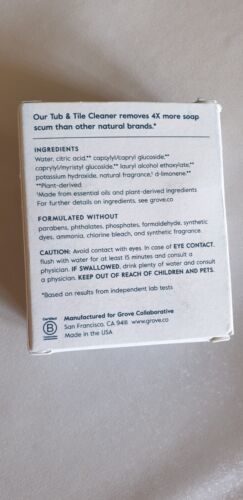 Our Tub & Tile Cleaner removes 4X more soap
scum than other natural brands.*
INGREDIENTS
Water, citric acid,** caprylyl/capryl glucoside,**
caprylyl/myristyl glucoside,** lauryl alcohol ethoxylate,**
potassium hydroxide, natural fragrance,† d-limonene.**
**Plant-derived.
†Made from essential oils and plant-derived ingredients
For further details on ingredients, see grove.co
FORMULATED WITHOUT
parabens, phthalates, phosphates, formaldehyde, synthetic
dyes, ammonia, chlorine bleach, and synthetic fragrance.
CAUTION: Avoid contact with eyes. In case of EYE CONTACT,
flush with water for at least 15 minutes and consult a
physician. IF SWALLOWED, drink plenty of water and consult
a physician. KEEP OUT OF REACH OF CHILDREN AND PETS.
*Based on results from independent lab tests
Certified
B
Corporation
Manufactured for Grove Collaborative
San Francisco, CA 94111 www.grove.co
Made in the USA